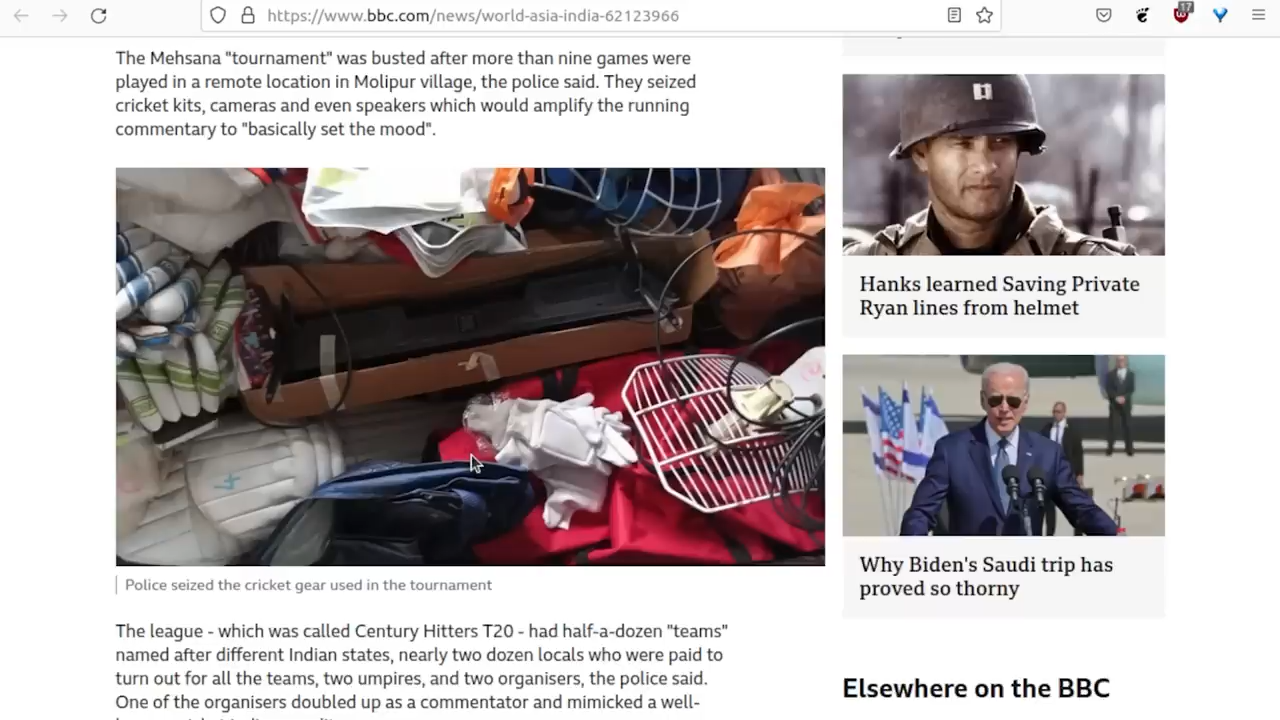 https://www.bbc.com/news/world-asia-india-62123966
17
The Mehsana "tournament" was busted after more than nine games were
played in a remote location in Molipur village, the police said. They seized
cricket kits, cameras and even speakers which would amplify the running
commentary to "basically set the mood".
Police seized the cricket gear used in the tournament
The league - which was called Century Hitters T20 - had half-a-dozen "teams"
named after different Indian states, nearly two dozen locals who were paid to
turn out for all the teams, two umpires, and two organisers, the police said.
One of the organisers doubled up as a commentator and mimicked a well-
Hanks learned Saving Private
Ryan lines from helmet
Why Biden's Saudi trip has
proved so thorny
Elsewhere on the BBC